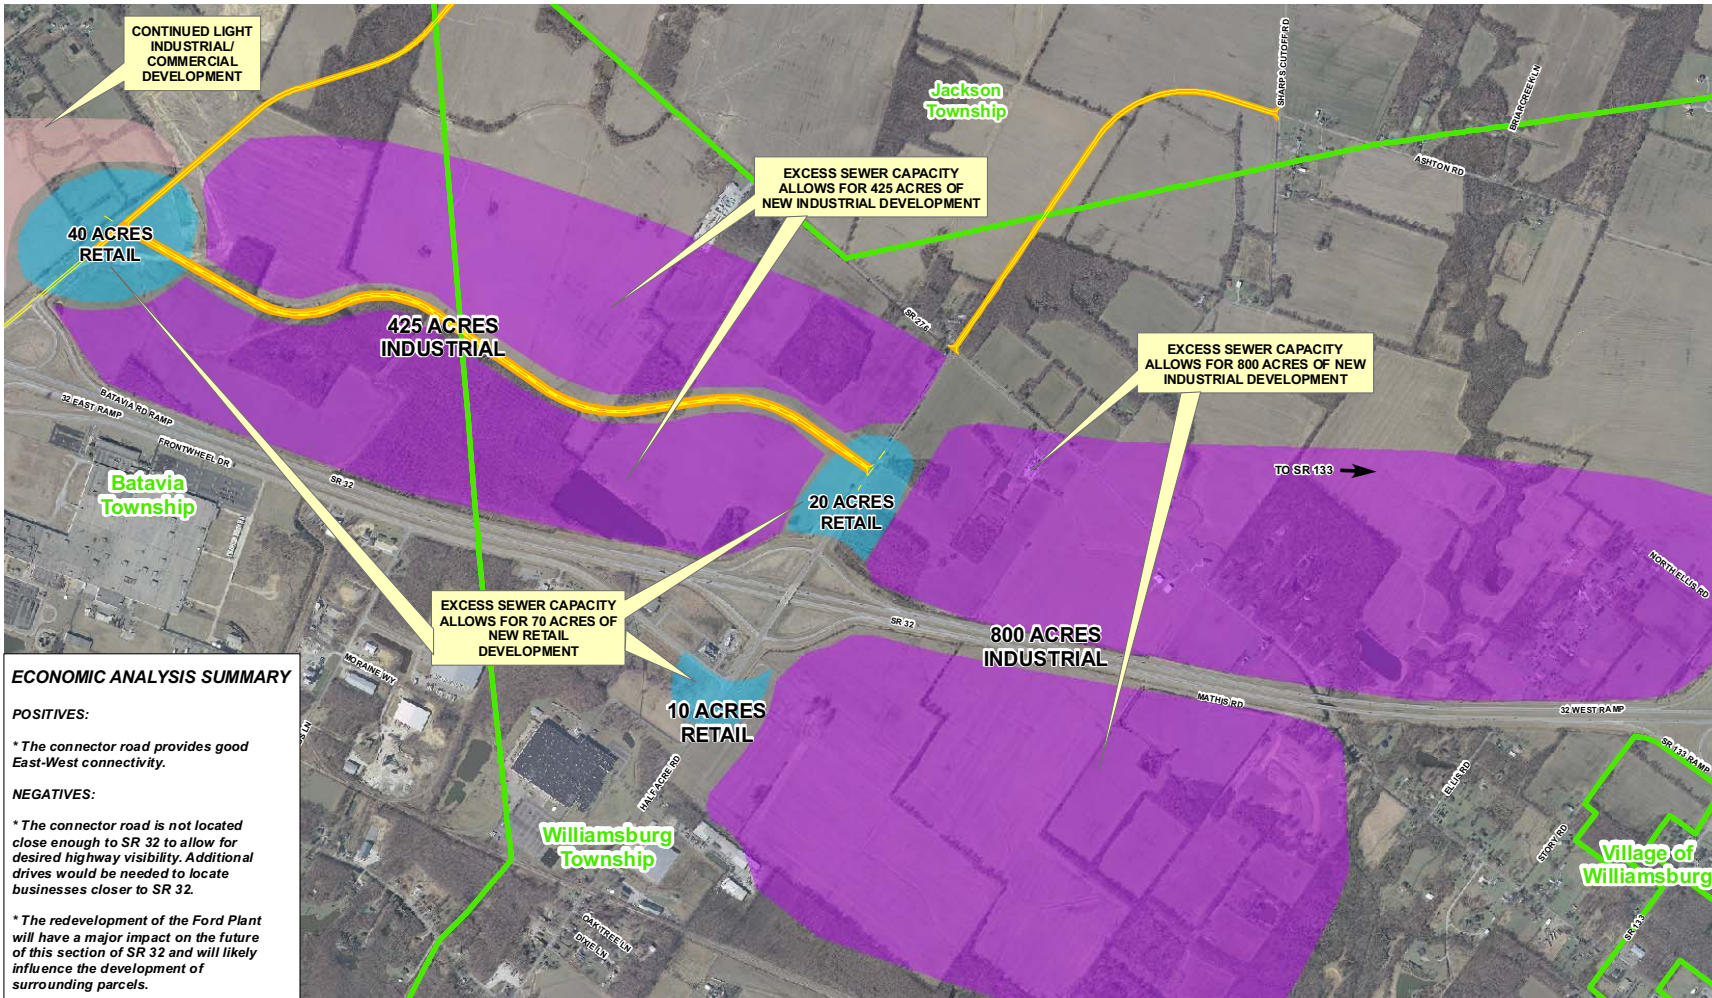 CONTINUED LIGHT
INDUSTRIAL/
COMMERCIAL
DEVELOPMENT
Jackson
Township
SHARPS CUTOFF RD
BRIARCREEK LN
ASHTON RD
EXCESS SEWER CAPACITY
ALLOWS FOR 425 ACRES OF
NEW INDUSTRIAL DEVELOPMENT
40 ACRES
RETAIL
SR 276
425 ACRES
INDUSTRIAL
EXCESS SEWER CAPACITY
ALLOWS FOR 800 ACRES OF NEW
INDUSTRIAL DEVELOPMENT
BATAVIA RD RAMP
32 EAST RAMP
FRONTWHEEL DR
SR 32
Batavia
Township
TO SR 133
20 ACRES
RETAIL
NORTH ELLIS RD
EXCESS SEWER CAPACITY
ALLOWS FOR 70 ACRES OF
NEW RETAIL
DEVELOPMENT
SR 32
800 ACRES
INDUSTRIAL
MORAINE WY
MATHIS RD
32 WEST RAMP
10 ACRES
RETAIL
SR 133 RAMP
HALF ACRE RD
ELLIS RD
STORY RD
Williamsburg
Township
Village of
Williamsburg
OAK TREE LN
DIXIE LN
SR 133
ECONOMIC ANALYSIS SUMMARY
POSITIVES:
* The connector road provides good
East-West connectivity.
NEGATIVES:
* The connector road is not located
close enough to SR 32 to allow for
desired highway visibility. Additional
drives would be needed to locate
businesses closer to SR 32.
* The redevelopment of the Ford Plant
will have a major impact on the future
of this section of SR 32 and will likely
influence the development of
surrounding parcels.